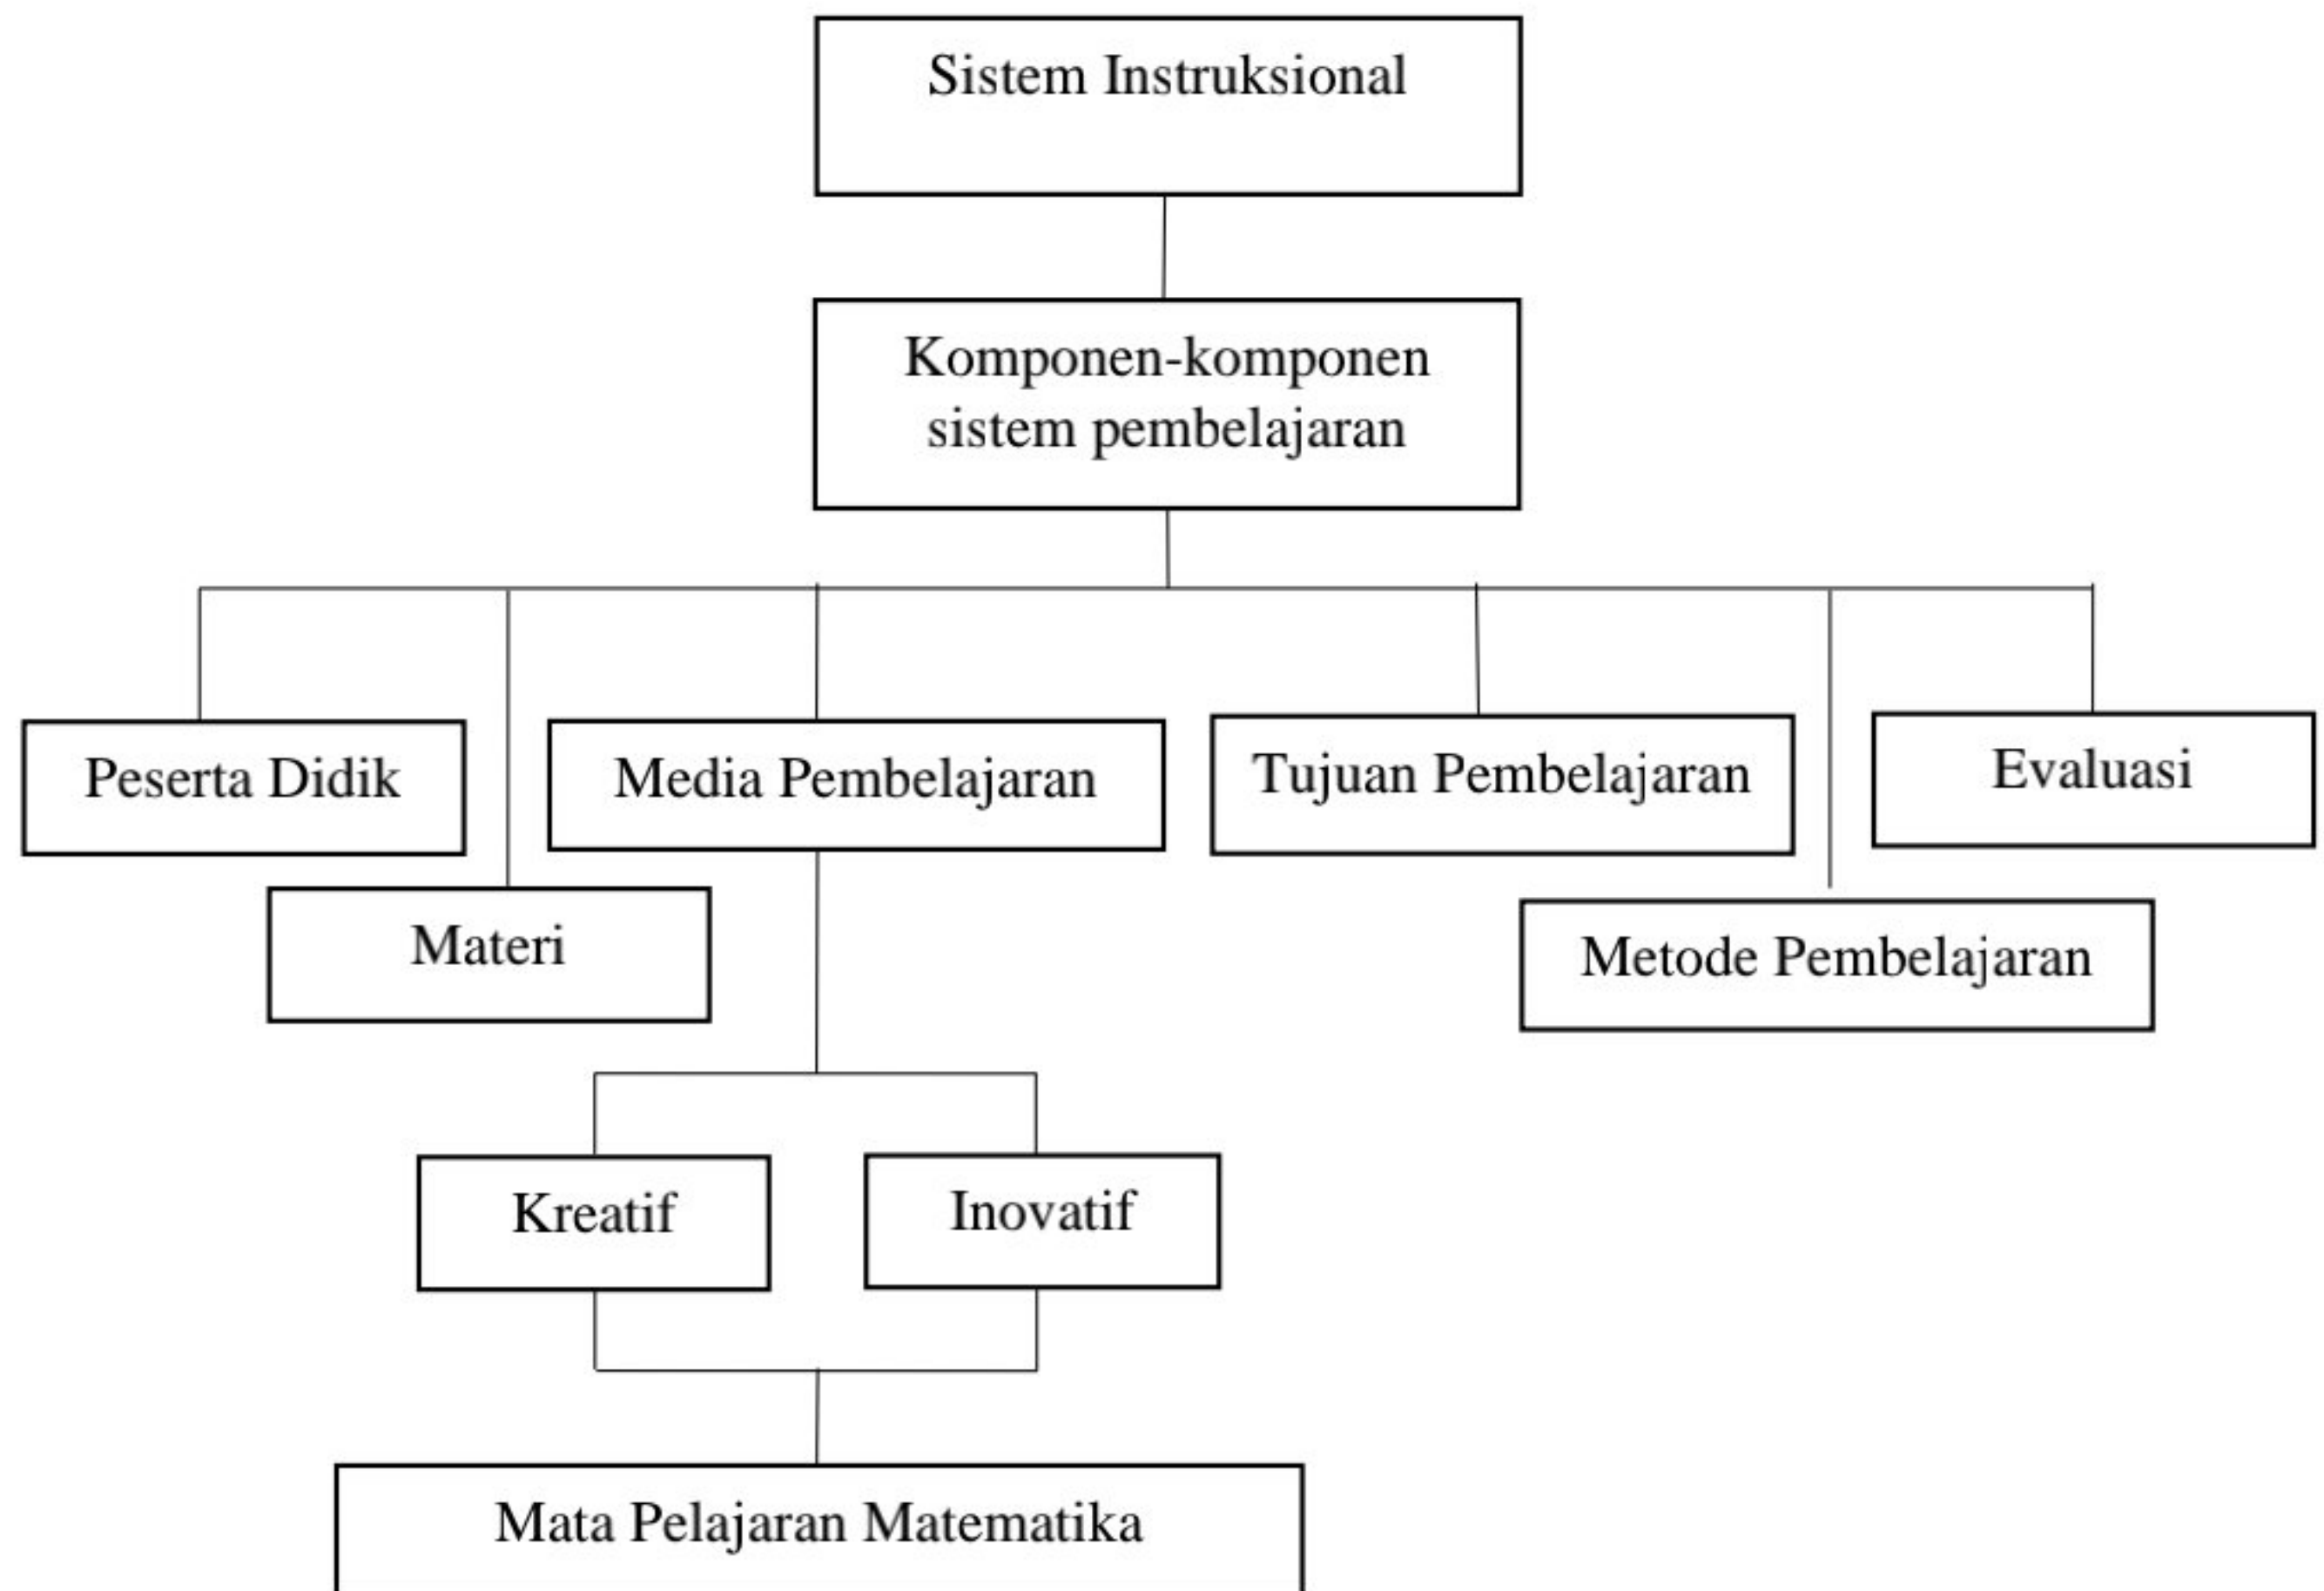 Sistem Instruksional
Komponen-komponen
sistem pembelajaran
Peserta Didik
Media Pembelajaran
Tujuan Pembelajaran
Evaluasi
Materi
Metode Pembelajaran
Kreatif
Inovatif
Mata Pelajaran Matematika